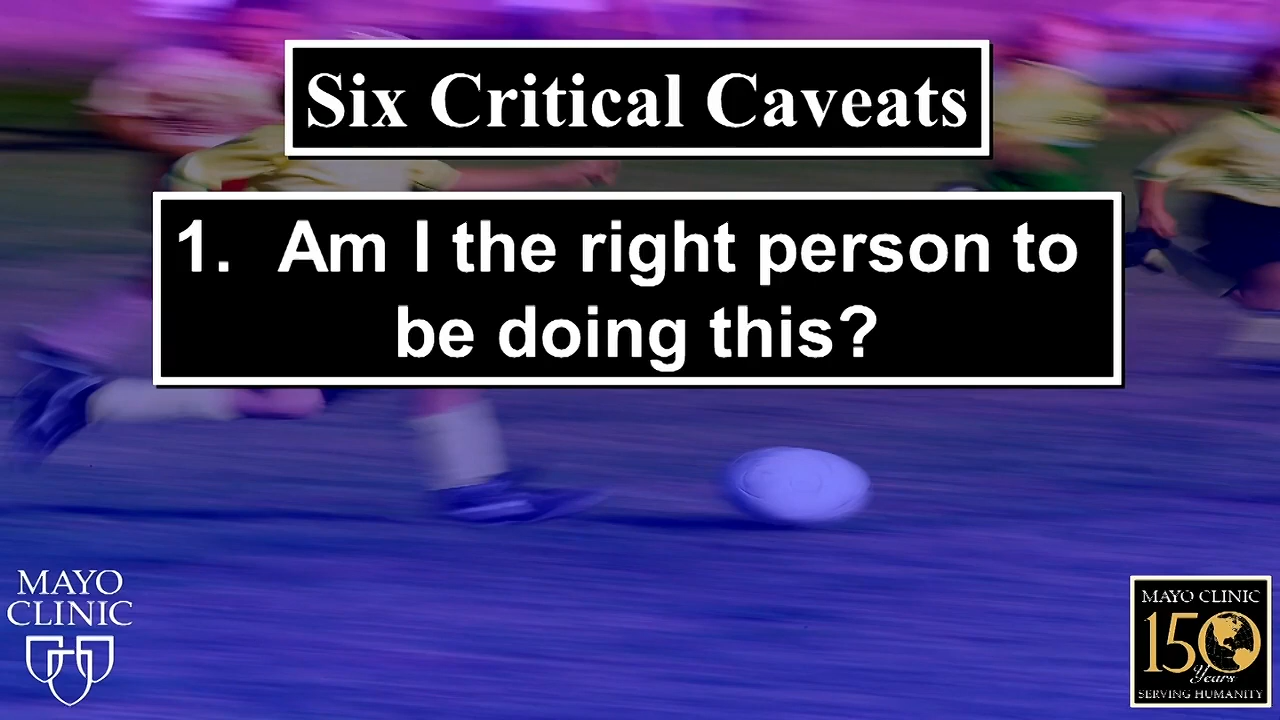 Six Critical Caveats
1. Am I the right person to
be doing this?
MAYO
CLINIC
MAYO CLINIC
150
Years
SERVING HUMANITY